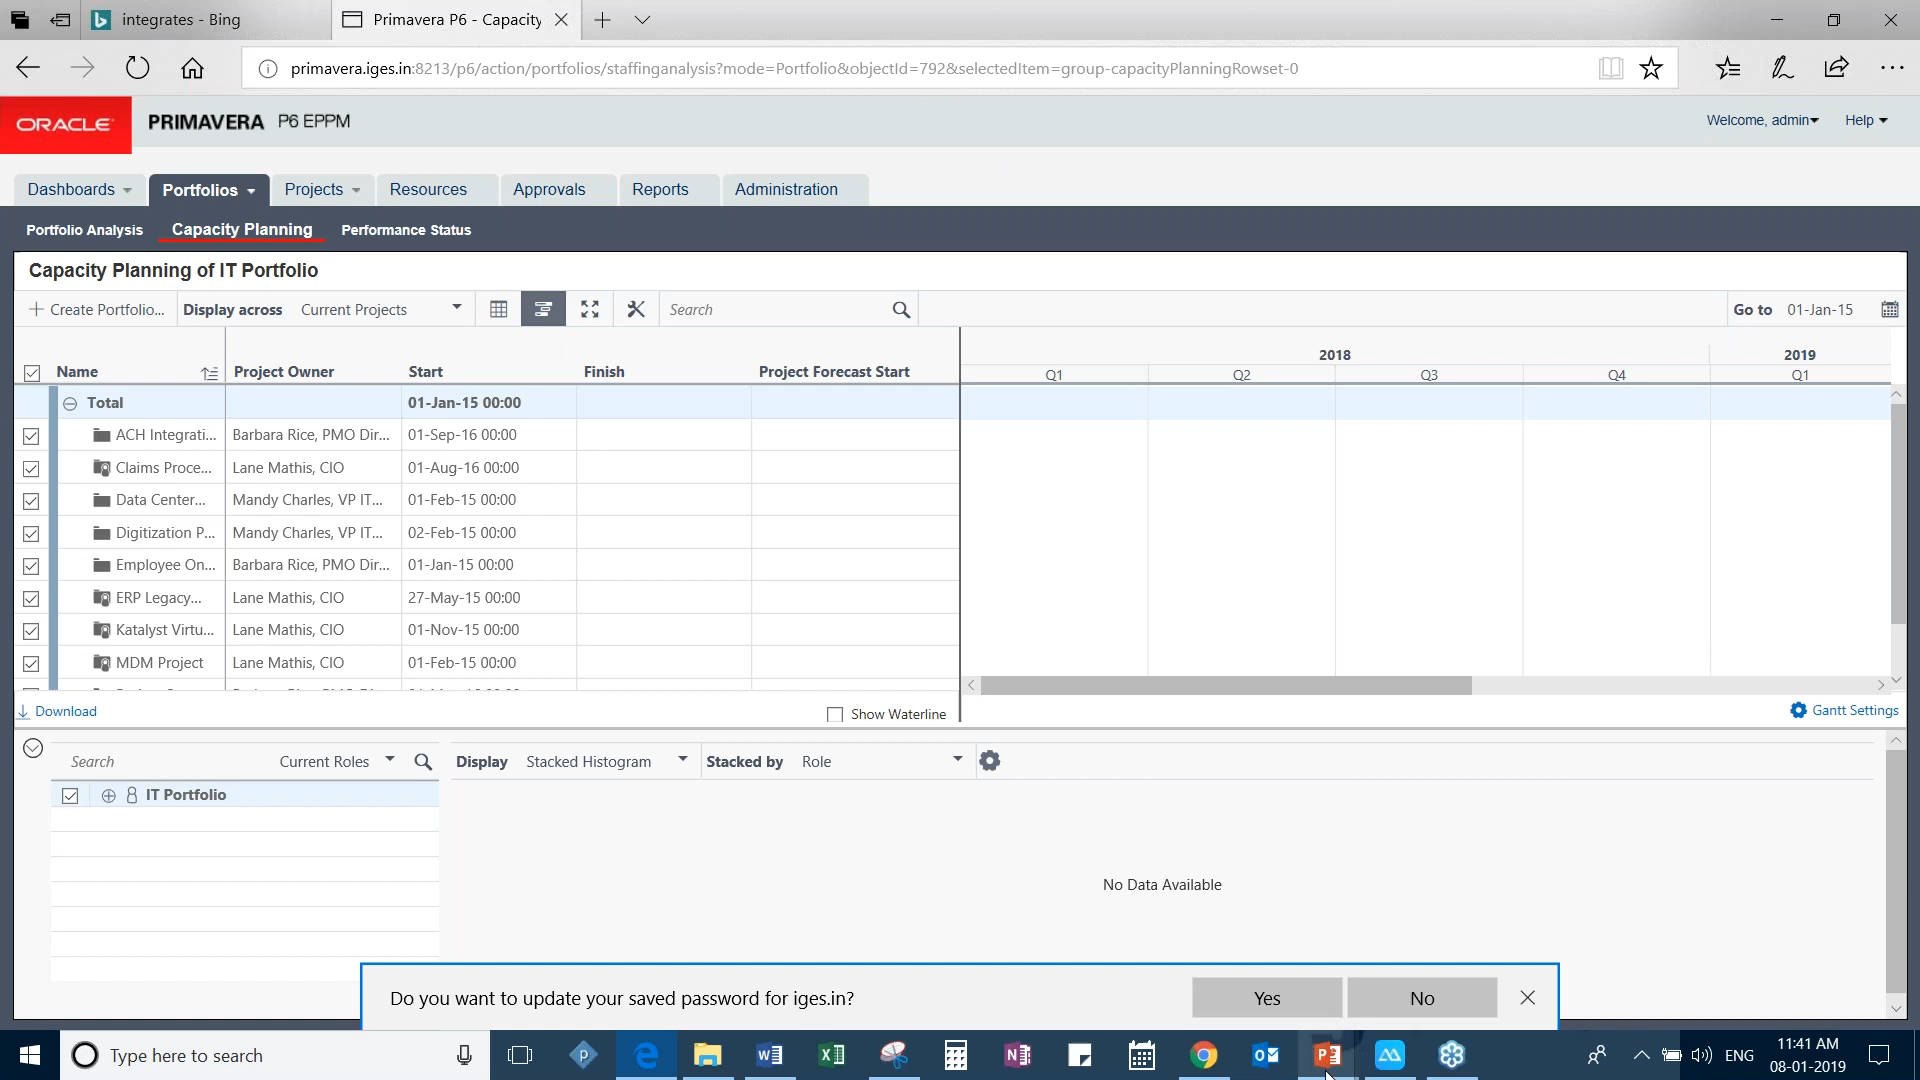 integrates - Bing
Primavera P6 - Capacity
primavera.iges.in:8213/p6/action/portfolios/staffinganalysis?mode=Portfolio&objectId=792&selectedItem=group-capacityPlanningRowset-0
ORACLE PRIMAVERA P6 EPPM
Welcome, admin Help
Dashboards Portfolios Projects Resources Approvals Reports Administration
Portfolio Analysis Capacity Planning Performance Status
Capacity Planning of IT Portfolio
Create Portfolio... Display across Current Projects Search Go to 01-Jan-15
2018 2019
Name Project Owner Start Finish Project Forecast Start Q1 Q2 Q3 Q4 Q1
Total 01-Jan-15 00:00
ACH Integrati... Barbara Rice, PMO Dir... 01-Sep-16 00:00
Claims Proce... Lane Mathis, CIO 01-Aug-16 00:00
Data Center... Mandy Charles, VP IT... 01-Feb-15 00:00
Digitization P... Mandy Charles, VP IT... 02-Feb-15 00:00
Employee On... Barbara Rice, PMO Dir... 01-Jan-15 00:00
ERP Legacy... Lane Mathis, CIO 27-May-15 00:00
Katalyst Virtu... Lane Mathis, CIO 01-Nov-15 00:00
MDM Project Lane Mathis, CIO 01-Feb-15 00:00
Download Show Waterline Gantt Settings
Search Current Roles Display Stacked Histogram Stacked by Role
IT Portfolio
No Data Available
Do you want to update your saved password for iges.in? Yes No
Type here to search ENG 11:41 AM
08-01-2019